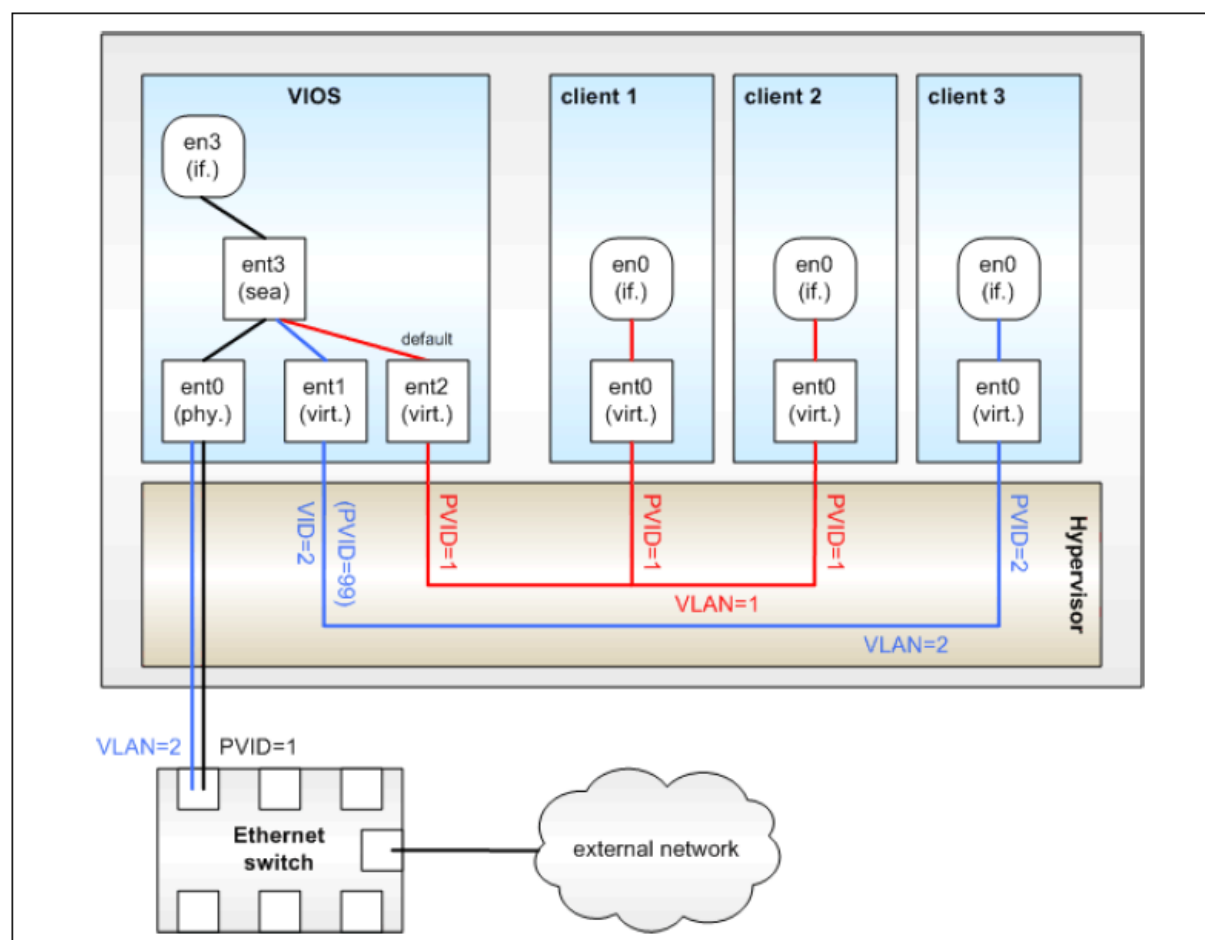 VIOS
client 1
client 2
client 3
en3
(if.)
ent3
(sea)
en0
(if.)
en0
(if.)
en0
(if.)
default
ent0
(phy.)
ent1
(virt.)
ent2
(virt.)
ent0
(virt.)
ent0
(virt.)
ent0
(virt.)
(PVID=99)
VID=2
PVID=1
PVID=1
PVID=1
PVID=2
Hypervisor
VLAN=1
VLAN=2
VLAN=2
PVID=1
Ethernet
switch
external network